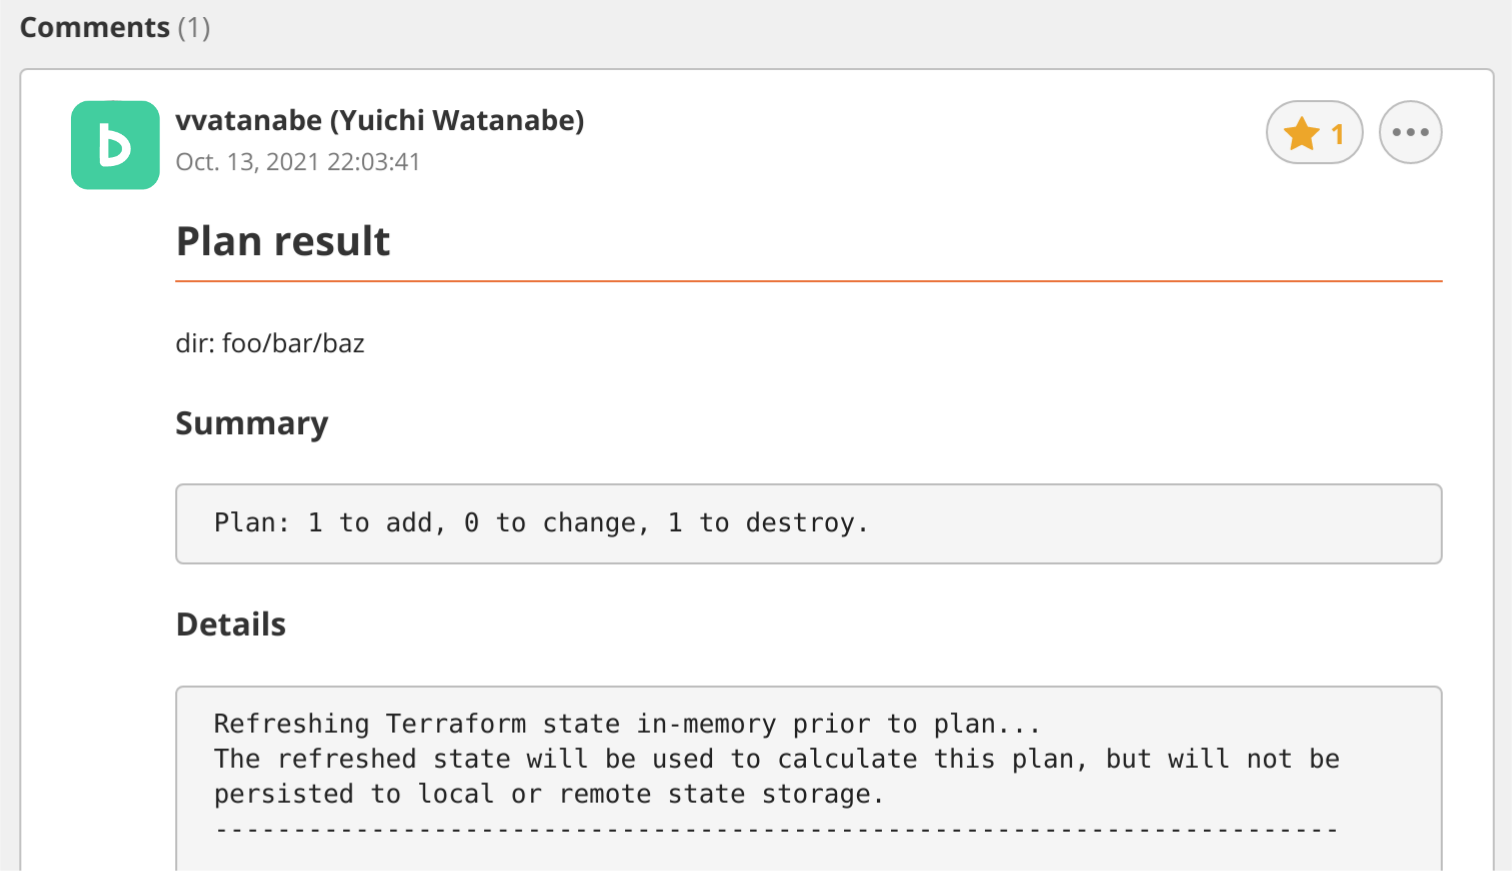 Comments (1)
vvatanabe (Yuichi Watanabe)
Oct. 13, 2021 22:03:41
1
Plan result
dir: foo/bar/baz
Summary
Plan: 1 to add, 0 to change, 1 to destroy.
Details
Refreshing Terraform state in-memory prior to plan...
The refreshed state will be used to calculate this plan, but will not be
persisted to local or remote state storage.
------------------------------------------------------------------------